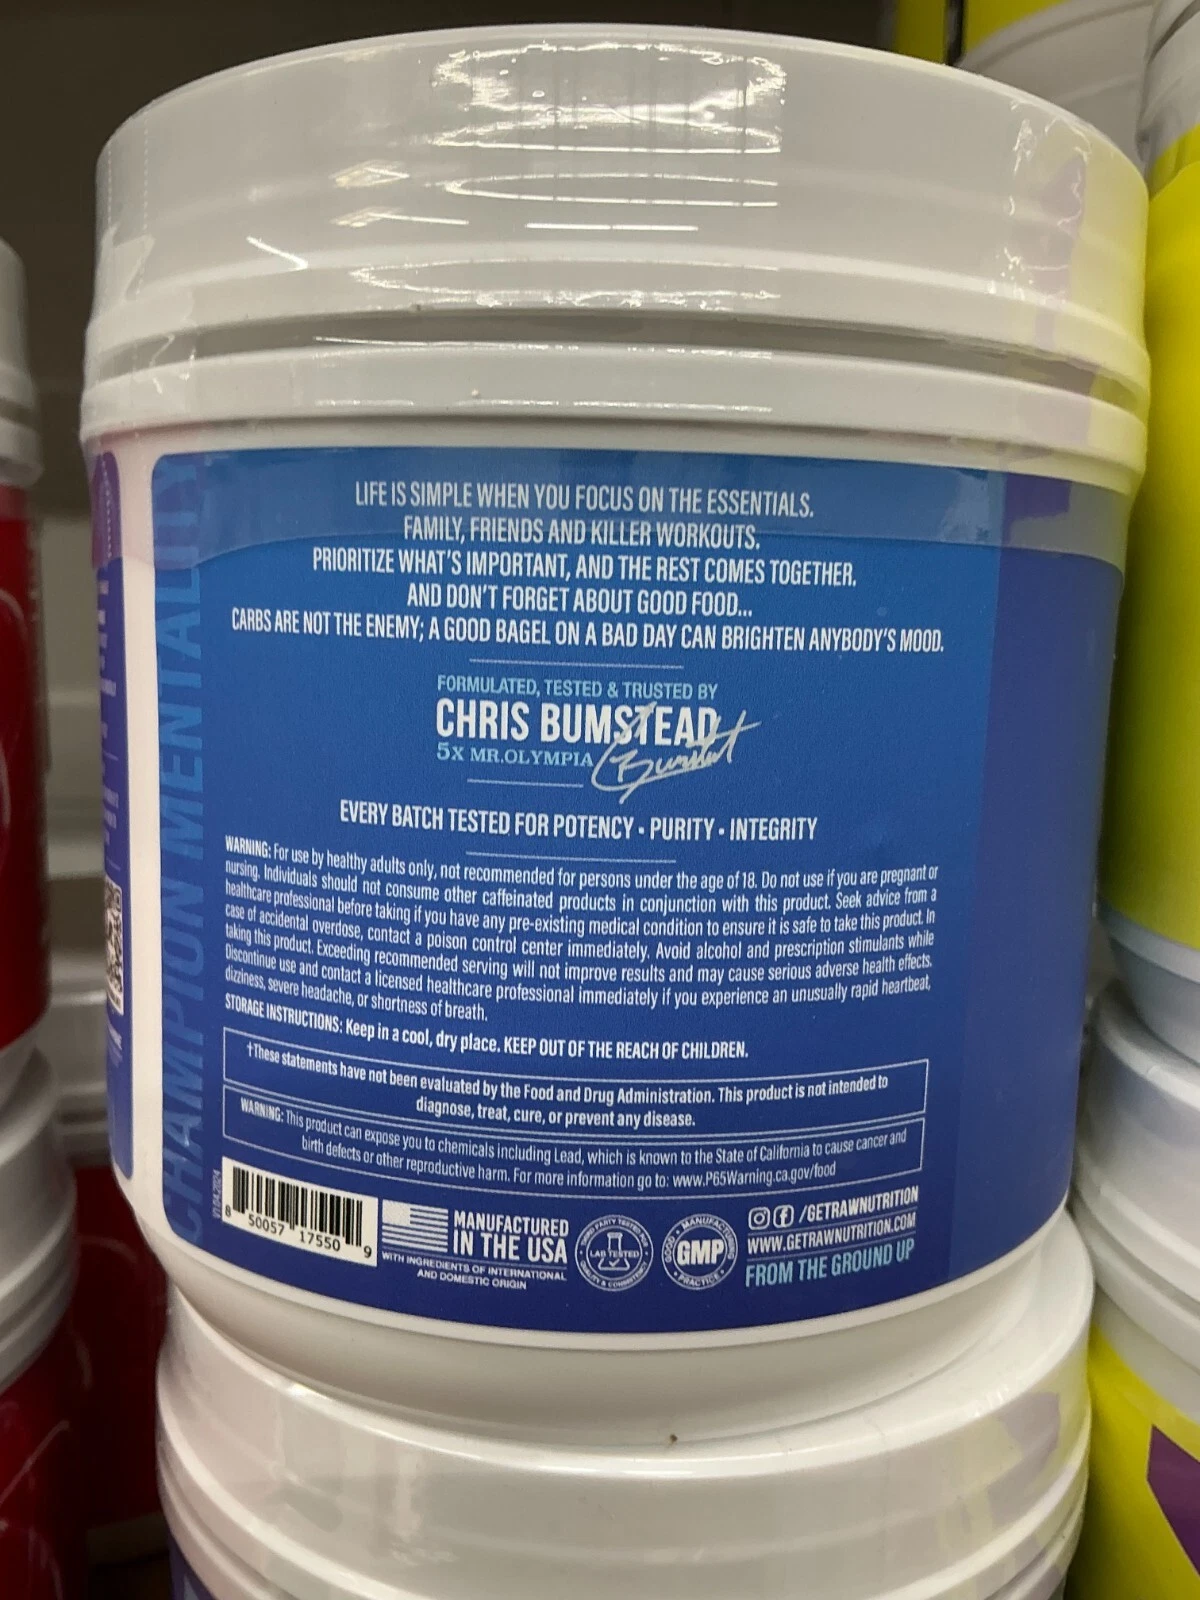 LIFE IS SIMPLE WHEN YOU FOCUS ON THE ESSENTIALS.
FAMILY, FRIENDS AND KILLER WORKOUTS.
PRIORITIZE WHAT'S IMPORTANT, AND THE REST COMES TOGETHER.
AND DON'T FORGET ABOUT GOOD FOOD...
CARBS ARE NOT THE ENEMY; A GOOD BAGEL ON A BAD DAY CAN BRIGHTEN ANYBODY'S MOOD.
FORMULATED, TESTED & TRUSTED BY
CHRIS BUMSTEAD
5X MR.OLYMPIA
EVERY BATCH TESTED FOR POTENCY • PURITY • INTEGRITY
WARNING: For use by healthy adults only, not recommended for persons under the age of 18. Do not use if you are pregnant or
nursing. Individuals should not consume other caffeinated products in conjunction with this product. Seek advice from a
healthcare professional before taking if you have any pre-existing medical condition to ensure it is safe to take this product. In
case of accidental overdose, contact a poison control center immediately. Avoid alcohol and prescription stimulants while
taking this product. Exceeding recommended serving will not improve results and may cause serious adverse health effects.
Discontinue use and contact a licensed healthcare professional immediately if you experience an unusually rapid heartbeat,
dizziness, severe headache, or shortness of breath.
STORAGE INSTRUCTIONS: Keep in a cool, dry place. KEEP OUT OF THE REACH OF CHILDREN.
†These statements have not been evaluated by the Food and Drug Administration. This product is not intended to
diagnose, treat, cure, or prevent any disease.
WARNING: This product can expose you to chemicals including Lead, which is known to the State of California to cause cancer and
birth defects or other reproductive harm. For more information go to: www.P65Warning.ca.gov/food
CHAMPION MENTALITY
V1.04.2024
8 50057 17550 9
MANUFACTURED
IN THE USA
WITH INGREDIENTS OF INTERNATIONAL
AND DOMESTIC ORIGIN
THIRD PARTY TESTED
LAB TESTED
QUALITY & CONSISTENCY
GOOD • MANUFACTURING
GMP
• PRACTICE •
/GETRAWNUTRITION
WWW.GETRAWNUTRITION.COM
FROM THE GROUND UP